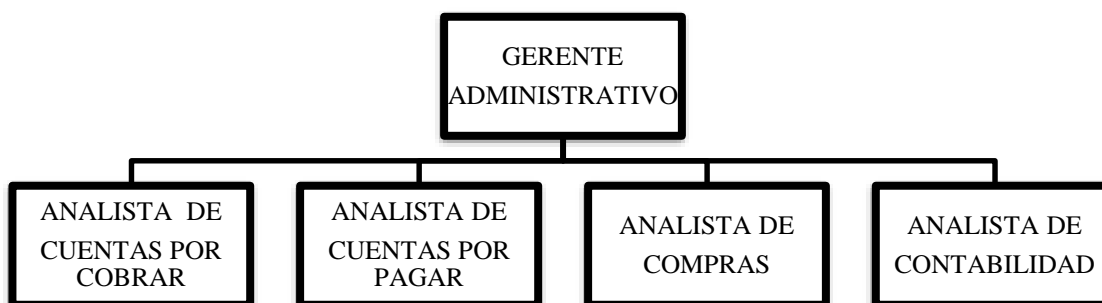 GERENTE
ADMINISTRATIVO
ANALISTA DE
CUENTAS POR
COBRAR
ANALISTA DE
CUENTAS POR
PAGAR
ANALISTA DE
COMPRAS
ANALISTA DE
CONTABILIDAD